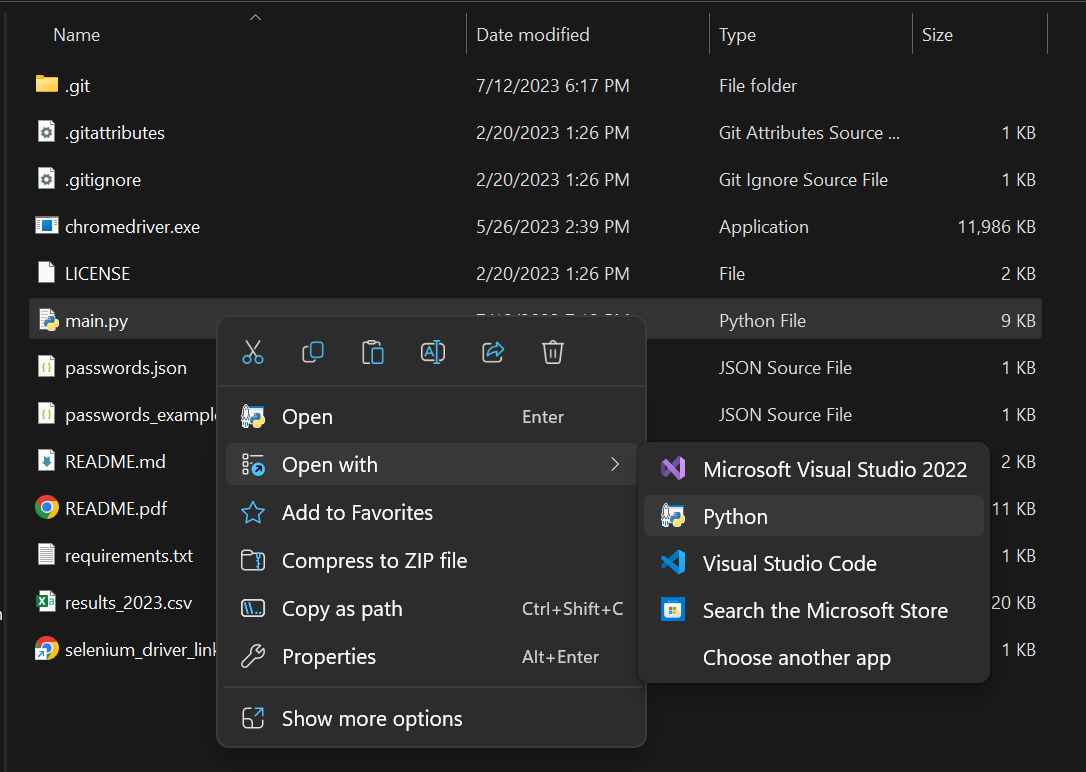 Name Date modified Type Size
.git 7/12/2023 6:17 PM File folder
.gitattributes 2/20/2023 1:26 PM Git Attributes Source ... 1 KB
.gitignore 2/20/2023 1:26 PM Git Ignore Source File 1 KB
chromedriver.exe 5/26/2023 2:39 PM Application 11,986 KB
LICENSE 2/20/2023 1:26 PM File 2 KB
main.py Python File 9 KB
passwords.json JSON Source File 1 KB
passwords_example JSON Source File 1 KB
README.md 2 KB
README.pdf 11 KB
requirements.txt 1 KB
results_2023.csv 20 KB
selenium_driver_link 1 KB
Open Enter
Open with
Add to Favorites
Compress to ZIP file
Copy as path Ctrl+Shift+C
Properties Alt+Enter
Show more options
Microsoft Visual Studio 2022
Python
Visual Studio Code
Search the Microsoft Store
Choose another app